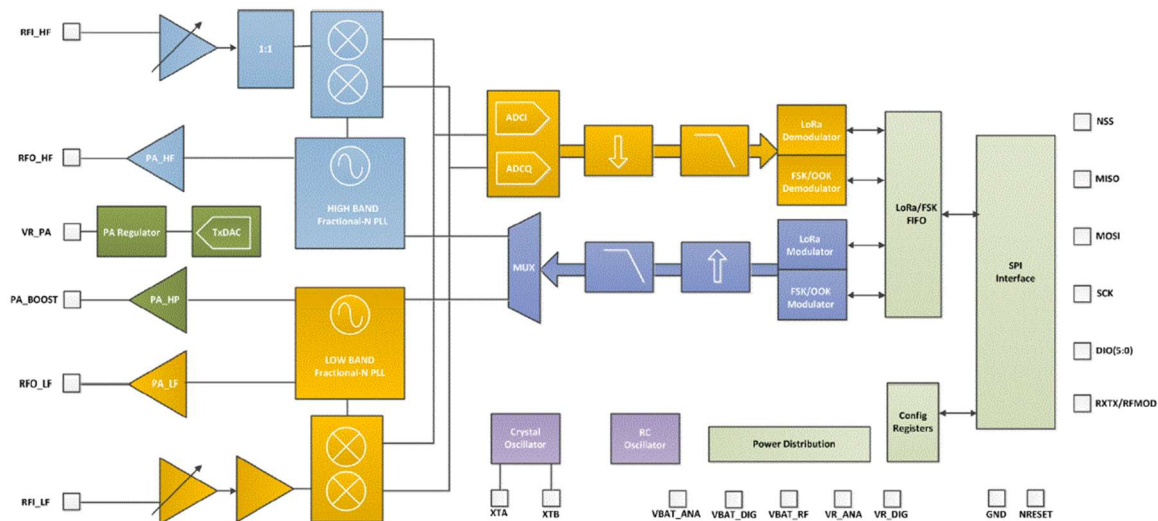 RFI_HF
1:1
RFO_HF
PA_HF
HIGH BAND
Fractional-N PLL
VR_PA
PA Regulator
TxDAC
PA_BOOST
PA_HP
LOW BAND
Fractional-N PLL
RFO_LF
PA_LF
RFI_LF
ADCI
ADCQ
MUX
LoRa
Demodulator
FSK/OOK
Demodulator
LoRa
Modulator
FSK/OOK
Modulator
LoRa/FSK
FIFO
SPI
Interface
Config
Registers
Crystal
Oscillator
RC
Oscillator
Power Distribution
NSS
MISO
MOSI
SCK
DIO(5:0)
RXTX/RFMOD
XTA
XTB
VBAT_ANA
VBAT_DIG
VBAT_RF
VR_ANA
VR_DIG
GND
NRESET